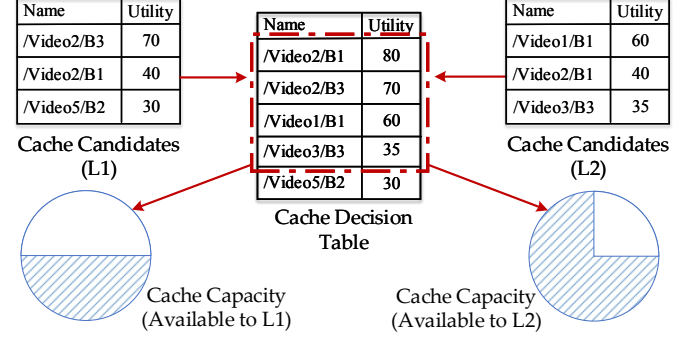 Name Utility
/Video2/B3 70
/Video2/B1 40
/Video5/B2 30
Cache Candidates
(L1)
Name Utility
/Video2/B1 80
/Video2/B3 70
/Video1/B1 60
/Video3/B3 35
/Video5/B2 30
Cache Decision
Table
Name Utility
/Video1/B1 60
/Video2/B1 40
/Video3/B3 35
Cache Candidates
(L2)
Cache Capacity
(Available to L1)
Cache Capacity
(Available to L2)